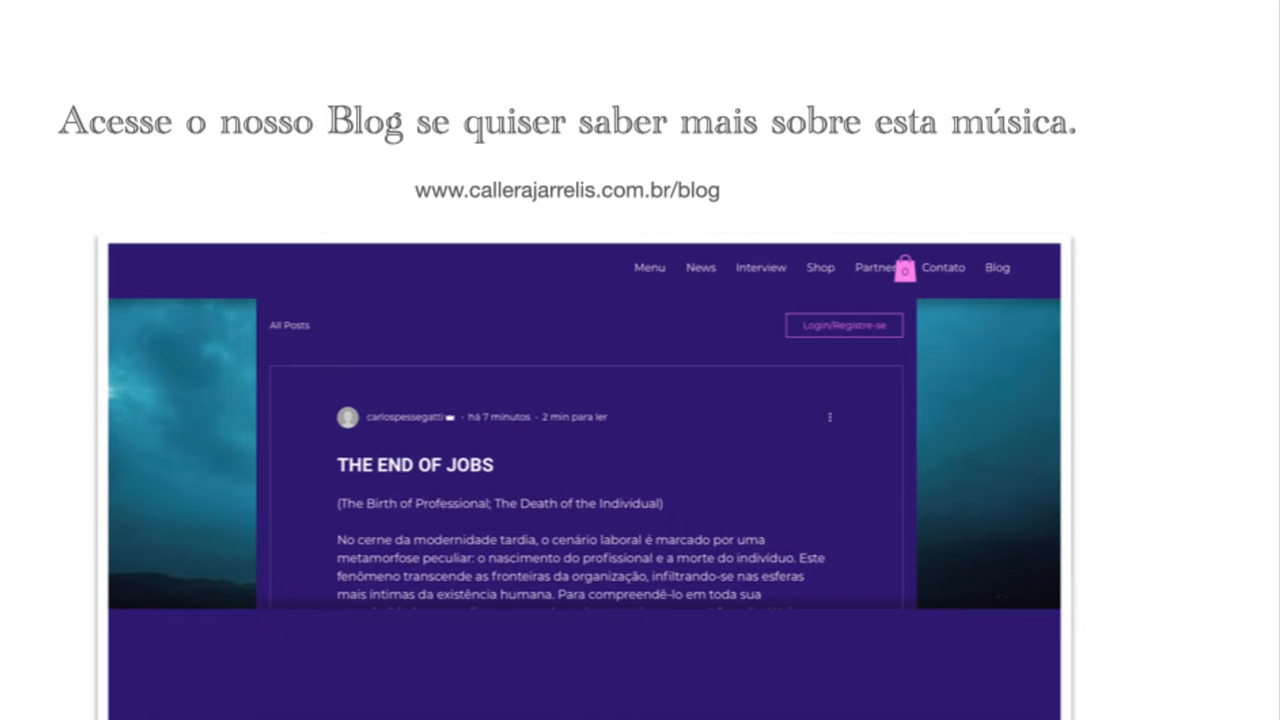 Acesse o nosso Blog se quiser saber mais sobre esta música.
www.callerajarrelis.com.br/blog
Menu News Interview Shop Partner 0 Contato Blog
All Posts
Login/Registre-se
carlospessegatti · há 7 minutos · 2 min para ler
THE END OF JOBS
(The Birth of Professional; The Death of the Individual)
No cerne da modernidade tardia, o cenário laboral é marcado por uma
metamorfose peculiar: o nascimento do profissional e a morte do indivíduo. Este
fenômeno transcende as fronteiras da organização, infiltrando-se nas esferas
mais íntimas da existência humana. Para compreendê-lo em toda sua